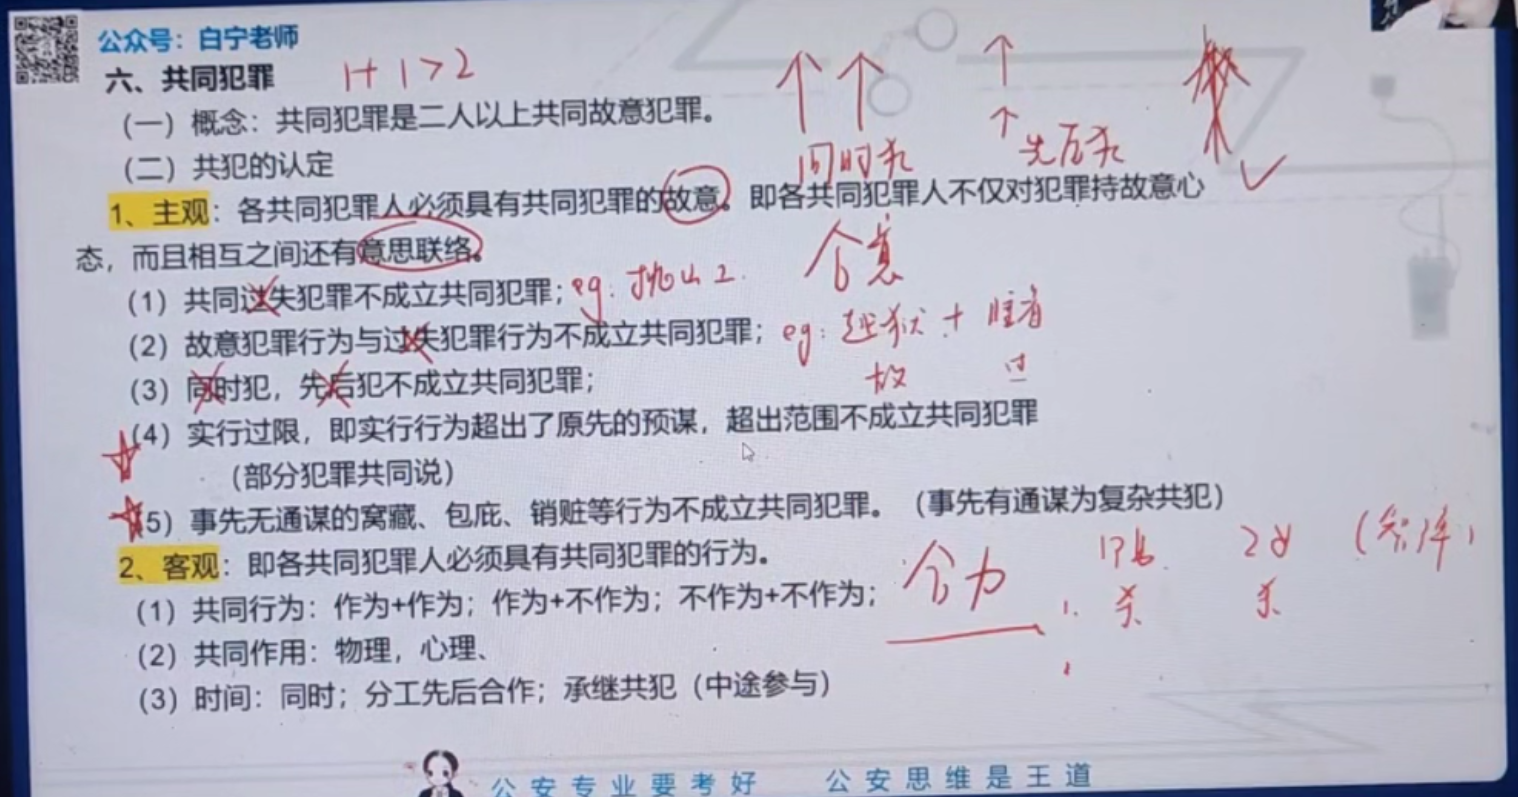 公众号：白宁老师
六、共同犯罪 1+1>2
（一）概念：共同犯罪是二人以上共同故意犯罪。
（二）共犯的认定
同时杀 先后杀
1、主观：各共同犯罪人必须具有共同犯罪的故意。即各共同犯罪人不仅对犯罪持故意心
态，而且相互之间还有意思联络。
合意
（1）共同过失犯罪不成立共同犯罪；eg.
（2）故意犯罪行为与过失犯罪行为不成立共同犯罪；eg: 越狱 +
故 过
（3）同时犯，先后犯不成立共同犯罪；
（4）实行过限，即实行行为超出了原先的预谋，超出范围不成立共同犯罪
（部分犯罪共同说）
（5）事先无通谋的窝藏、包庇、销赃等行为不成立共同犯罪。（事先有通谋为复杂共犯）
2、客观：即各共同犯罪人必须具有共同犯罪的行为。
合力
（1）共同行为：作为+作为；作为+不作为；不作为+不作为；
1. 杀 杀
（2）共同作用：物理，心理、
（3）时间：同时；分工先后合作；承继共犯（中途参与）
公安专业要考好 公安思维是王道